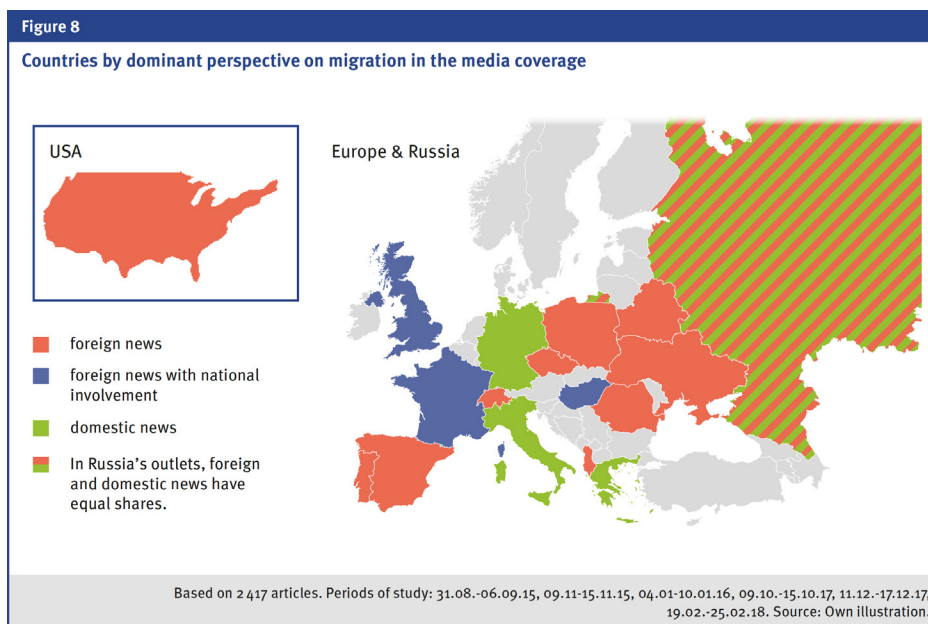 Figure 8
Countries by dominant perspective on migration in the media coverage
USA
Europe & Russia
foreign news
foreign news with national
involvement
domestic news
In Russia's outlets, foreign
and domestic news have
equal shares.
Based on 2 417 articles. Periods of study: 31.08.-06.09.15, 09.11-15.11.15, 04.01-10.01.16, 09.10.-15.10.17, 11.12.-17.12.17,
19.02.-25.02.18. Source: Own illustration.